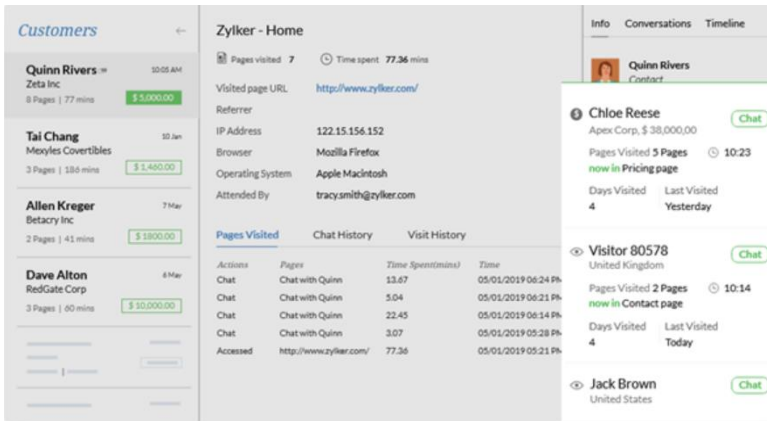 Customers ←
Quinn Rivers 10:05 AM
Zeta Inc
8 Pages | 77 mins $ 5,000.00
Tai Chang 10 Jan
Mexyles Covertibles
3 Pages | 186 mins $ 1,460.00
Allen Kreger 7 May
Betacry Inc
2 Pages | 41 mins $ 1800.00
Dave Alton 6 May
RedGate Corp
3 Pages | 60 mins $ 10,000.00
Zylker - Home
Pages visited 7 Time spent 77.36 mins
Visited page URL http://www.zylker.com/
Referrer
IP Address 122.15.156.152
Browser Mozilla Firefox
Operating System Apple Macintosh
Attended By tracy.smith@zylker.com
Pages Visited Chat History Visit History
Actions Pages Time Spent(mins) Time
Chat Chat with Quinn 13.67 05/01/2019 06:24 PM
Chat Chat with Quinn 5.04 05/01/2019 06:21 PM
Chat Chat with Quinn 22.45 05/01/2019 06:14 PM
Chat Chat with Quinn 3.07 05/01/2019 05:28 PM
Accessed http://www.zylker.com/ 77.36 05/01/2019 05:21 PM
Info Conversations Timeline
Quinn Rivers
Contact
Chloe Reese Chat
Apex Corp, $ 38,000,00
Pages Visited 5 Pages 10:23
now in Pricing page
Days Visited Last Visited
4 Yesterday
Visitor 80578 Chat
United Kingdom
Pages Visited 2 Pages 10:14
now in Contact page
Days Visited Last Visited
4 Today
Jack Brown Chat
United States